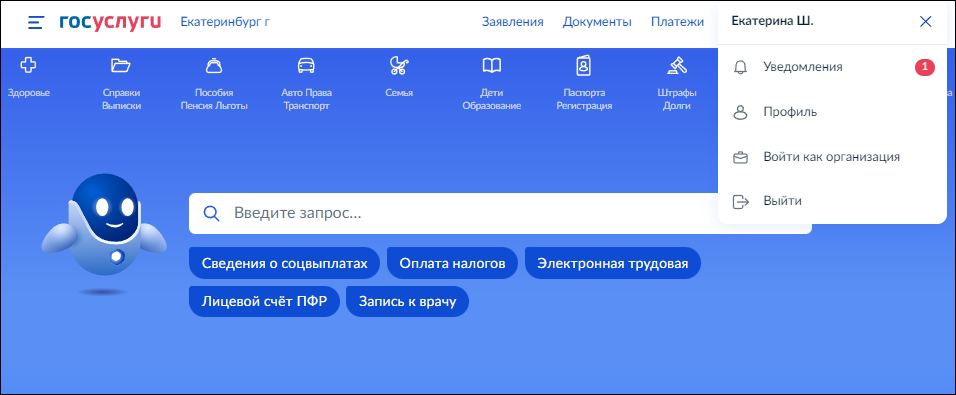 госуслуги Екатеринбург г Заявления Документы Платежи Екатерина Ш.
Здоровье
Справки
Выписки
Пособия
Пенсия Льготы
Авто Права
Транспорт
Семья
Дети
Образование
Паспорта
Регистрация
Штрафы
Долги
Уведомления 1
Профиль
Войти как организация
Выйти
Введите запрос...
Сведения о соцвыплатах Оплата налогов Электронная трудовая
Лицевой счёт ПФР Запись к врачу